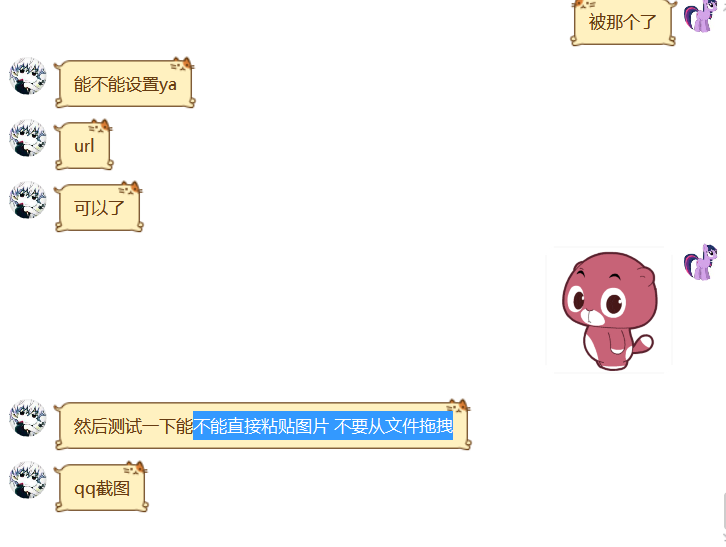 被那个了
能不能设置ya
url
可以了
然后测试一下能不能直接粘贴图片 不要从文件拖拽
qq截图